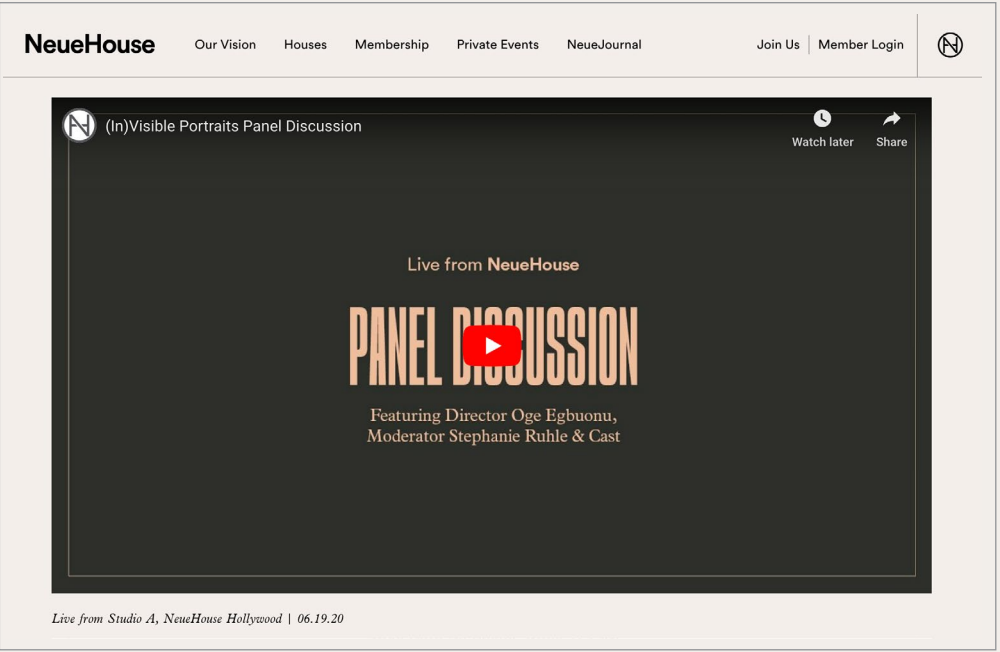 NeueHouse
Our Vision Houses Membership Private Events NeueJournal
Join Us Member Login
(In)Visible Portraits Panel Discussion
Watch later Share
Live from NeueHouse
PANEL DISCUSSION
Featuring Director Oge Egbuonu,
Moderator Stephanie Ruhle & Cast
Live from Studio A, NeueHouse Hollywood | 06.19.20